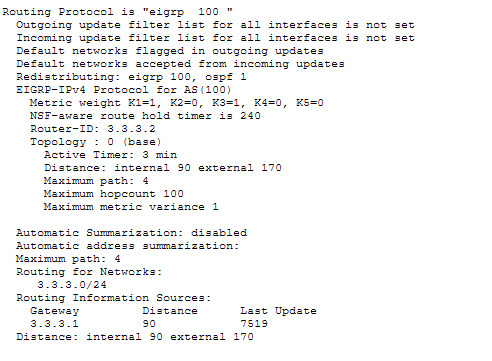 Routing Protocol is "eigrp  100 "
  Outgoing update filter list for all interfaces is not set
  Incoming update filter list for all interfaces is not set
  Default networks flagged in outgoing updates
  Default networks accepted from incoming updates
  Redistributing: eigrp 100, ospf 1
  EIGRP-IPv4 Protocol for AS(100)
    Metric weight K1=1, K2=0, K3=1, K4=0, K5=0
    NSF-aware route hold timer is 240
    Router-ID: 3.3.3.2
    Topology : 0 (base)
      Active Timer: 3 min
      Distance: internal 90 external 170
      Maximum path: 4
      Maximum hopcount 100
      Maximum metric variance 1

  Automatic Summarization: disabled
  Automatic address summarization:
  Maximum path: 4
  Routing for Networks:
     3.3.3.0/24
  Routing Information Sources:
    Gateway         Distance      Last Update
    3.3.3.1         90            7519
  Distance: internal 90 external 170